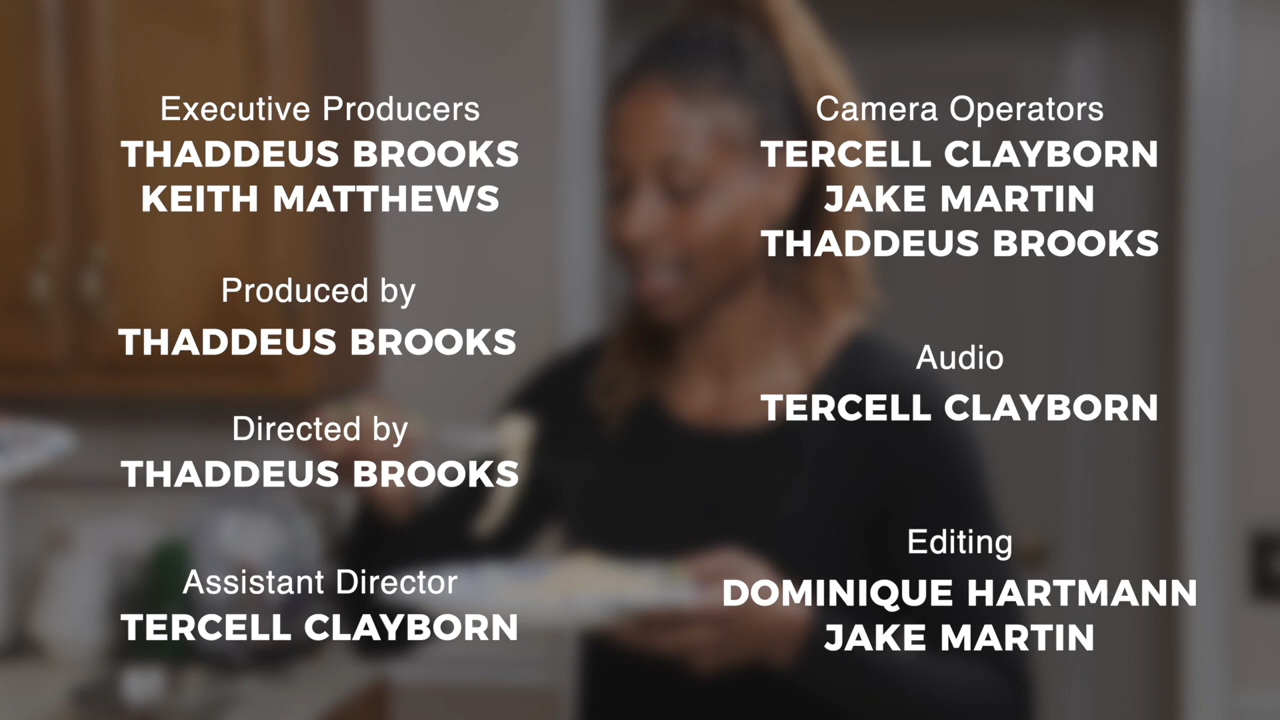 Executive Producers
THADDEUS BROOKS
KEITH MATTHEWS
Produced by
THADDEUS BROOKS
Directed by
THADDEUS BROOKS
Assistant Director
TERCELL CLAYBORN
Camera Operators
TERCELL CLAYBORN
JAKE MARTIN
THADDEUS BROOKS
Audio
TERCELL CLAYBORN
Editing
DOMINIQUE HARTMANN
JAKE MARTIN